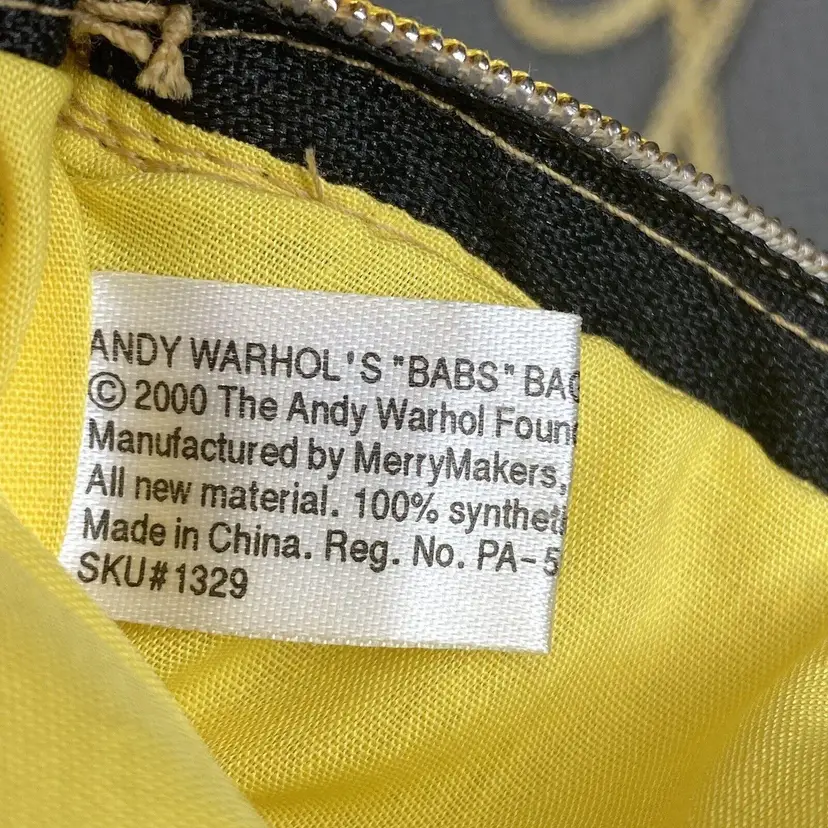 ANDY WARHOL'S "BABS" BAG
© 2000 The Andy Warhol Foun
Manufactured by MerryMakers,
All new material. 100% syntheti
Made in China. Reg. No. PA-5
SKU#1329